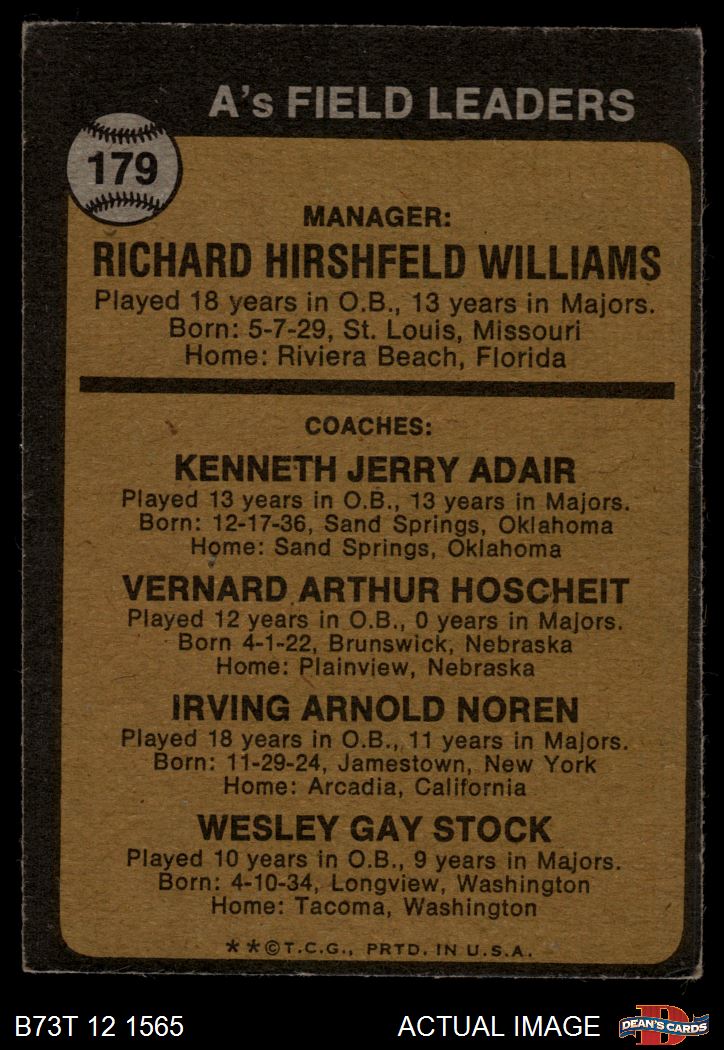 A's FIELD LEADERS
179
MANAGER:
RICHARD HIRSHFELD WILLIAMS
Played 18 years in O.B., 13 years in Majors.
Born: 5-7-29, St. Louis, Missouri
Home: Riviera Beach, Florida
COACHES:
KENNETH JERRY ADAIR
Played 13 years in O.B., 13 years in Majors.
Born: 12-17-36, Sand Springs, Oklahoma
Home: Sand Springs, Oklahoma
VERNARD ARTHUR HOSCHEIT
Played 12 years in O.B., 0 years in Majors.
Born 4-1-22, Brunswick, Nebraska
Home: Plainview, Nebraska
IRVING ARNOLD NOREN
Played 18 years in O.B., 11 years in Majors.
Born: 11-29-24, Jamestown, New York
Home: Arcadia, California
WESLEY GAY STOCK
Played 10 years in O.B., 9 years in Majors.
Born: 4-10-34, Longview, Washington
Home: Tacoma, Washington
**©T.C.G., PRTD. IN U.S.A.
B73T 12 1565
ACTUAL IMAGE
D
DEAN'S CARDS